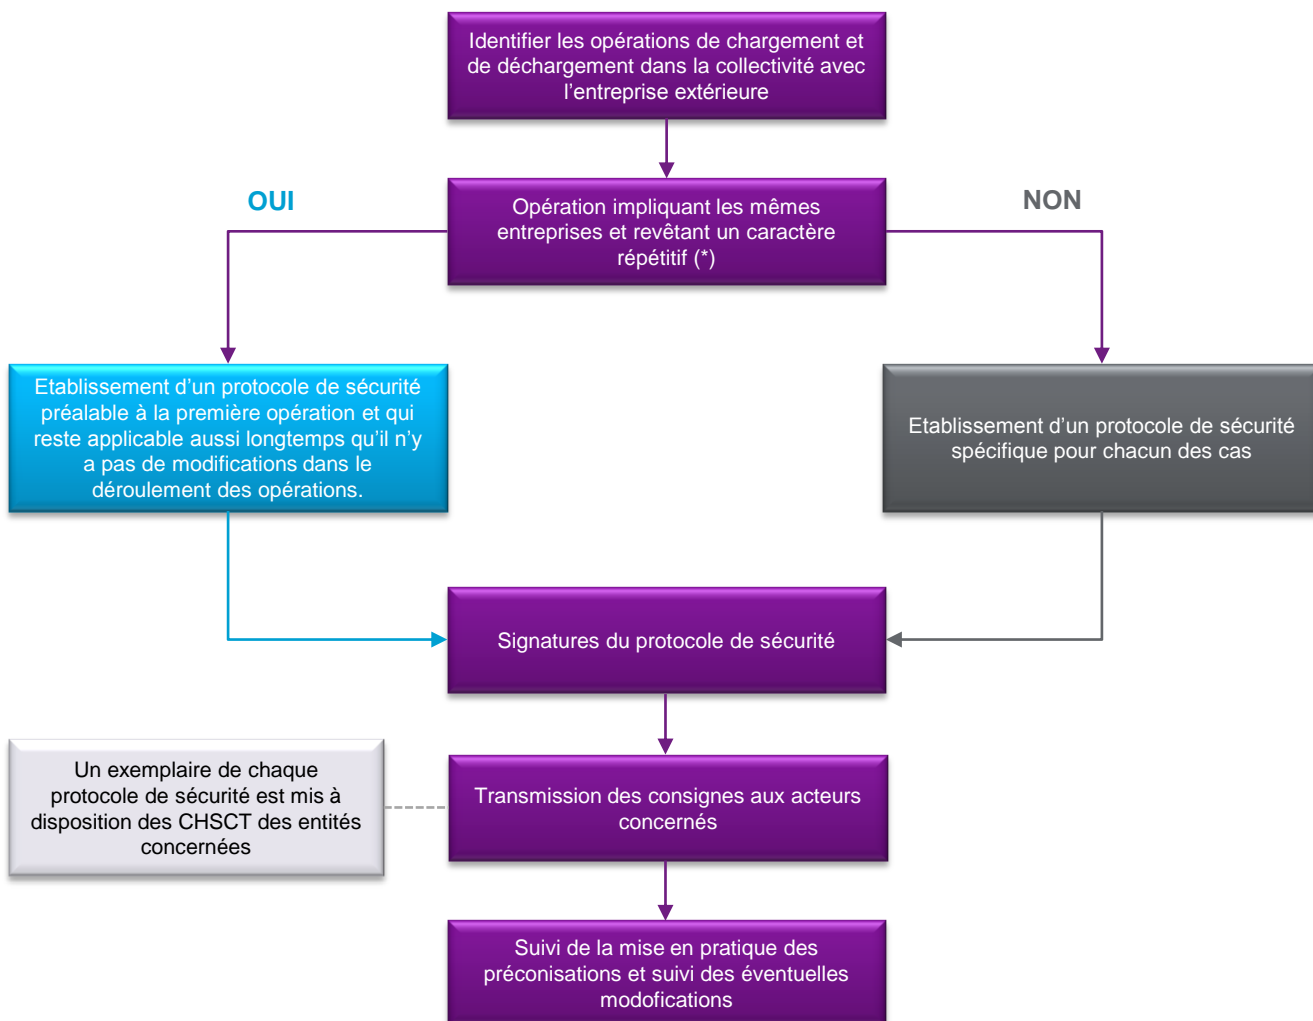 Identifier les opérations de chargement et
de déchargement dans la collectivité avec
l’entreprise extérieure
OUI
NON
Opération impliquant les mêmes
entreprises et revêtant un caractère
répétitif (*)
Etablissement d’un protocole de sécurité
préalable à la première opération et qui
reste applicable aussi longtemps qu’il n’y
a pas de modifications dans le
déroulement des opérations.
Etablissement d’un protocole de sécurité
spécifique pour chacun des cas
Signatures du protocole de sécurité
Un exemplaire de chaque
protocole de sécurité est mis à
disposition des CHSCT des entités
concernées
Transmission des consignes aux acteurs
concernés
Suivi de la mise en pratique des
préconisations et suivi des éventuelles
modofications